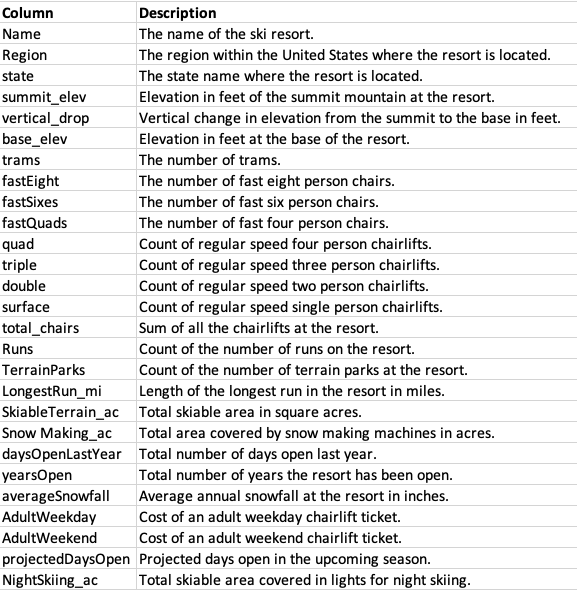 Column Description
Name The name of the ski resort.
Region The region within the United States where the resort is located.
state The state name where the resort is located.
summit_elev Elevation in feet of the summit mountain at the resort.
vertical_drop Vertical change in elevation from the summit to the base in feet.
base_elev Elevation in feet at the base of the resort.
trams The number of trams.
fastEight The number of fast eight person chairs.
fastSixes The number of fast six person chairs.
fastQuads The number of fast four person chairs.
quad Count of regular speed four person chairlifts.
triple Count of regular speed three person chairlifts.
double Count of regular speed two person chairlifts.
surface Count of regular speed single person chairlifts.
total_chairs Sum of all the chairlifts at the resort.
Runs Count of the number of runs on the resort.
TerrainParks Count of the number of terrain parks at the resort.
LongestRun_mi Length of the longest run in the resort in miles.
SkiableTerrain_ac Total skiable area in square acres.
Snow Making_ac Total area covered by snow making machines in acres.
daysOpenLastYear Total number of days open last year.
yearsOpen Total number of years the resort has been open.
averageSnowfall Average annual snowfall at the resort in inches.
AdultWeekday Cost of an adult weekday chairlift ticket.
AdultWeekend Cost of an adult weekend chairlift ticket.
projectedDaysOpen Projected days open in the upcoming season.
NightSkiing_ac Total skiable area covered in lights for night skiing.